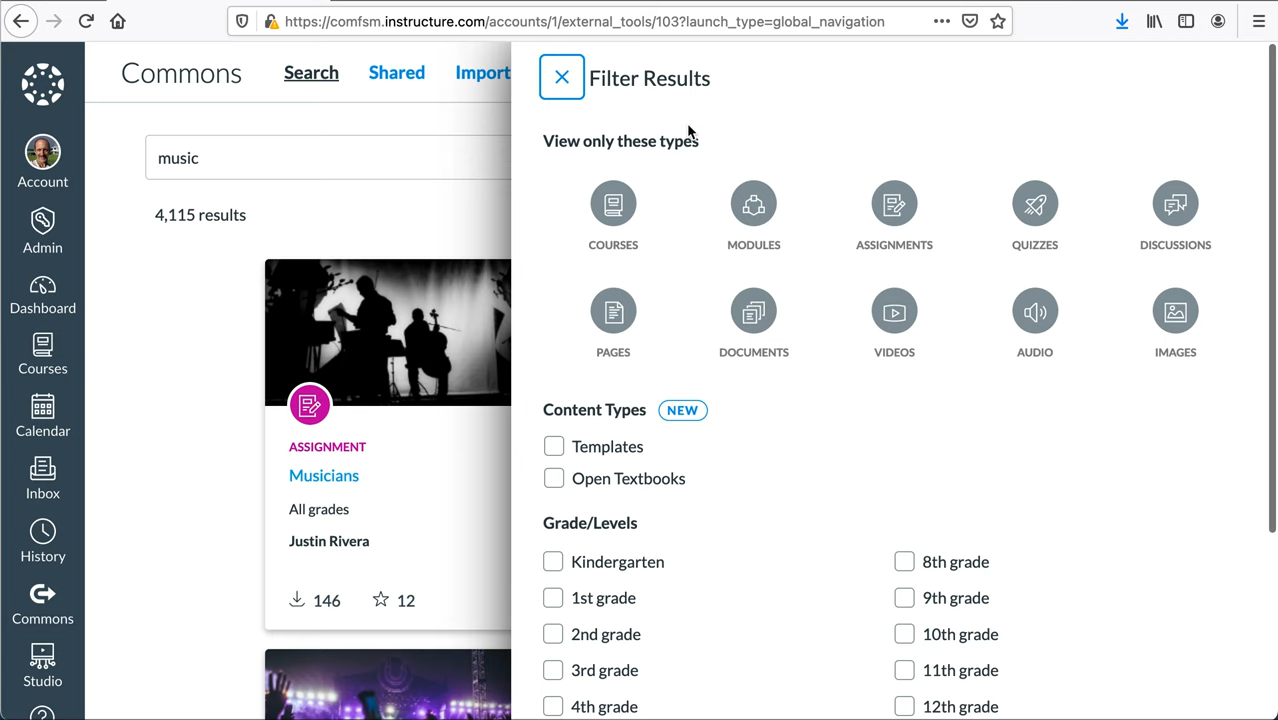 https://comfsm.instructure.com/accounts/1/external_tools/103?launch_type=global_navigation
Account
Admin
Dashboard
Courses
Calendar
Inbox
History
Commons
Studio
Commons Search Shared Import
music
4,115 results
ASSIGNMENT
Musicians
All grades
Justin Rivera
146 12
Filter Results
View only these types
COURSES MODULES ASSIGNMENTS QUIZZES DISCUSSIONS
PAGES DOCUMENTS VIDEOS AUDIO IMAGES
Content Types NEW
Templates
Open Textbooks
Grade/Levels
Kindergarten 8th grade
1st grade 9th grade
2nd grade 10th grade
3rd grade 11th grade
4th grade 12th grade